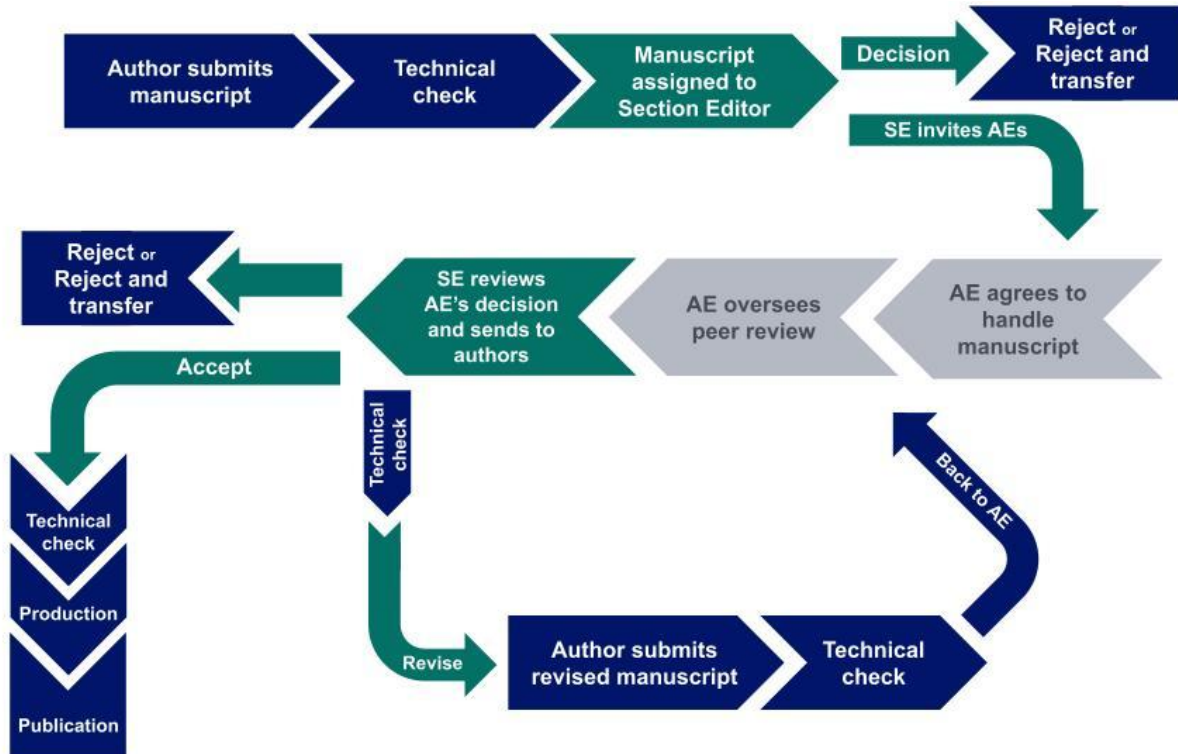 Author submits
manuscript
Technical
check
Manuscript
assigned to
Section Editor
Decision
Reject or
Reject and
transfer
SE invites AEs
Reject or
Reject and
transfer
SE reviews
AE's decision
and sends to
authors
AE oversees
peer review
AE agrees to
handle
manuscript
Accept
Technical
check
Production
Publication
Technical
check
Revise
Author submits
revised manuscript
Technical
check
Back to AE